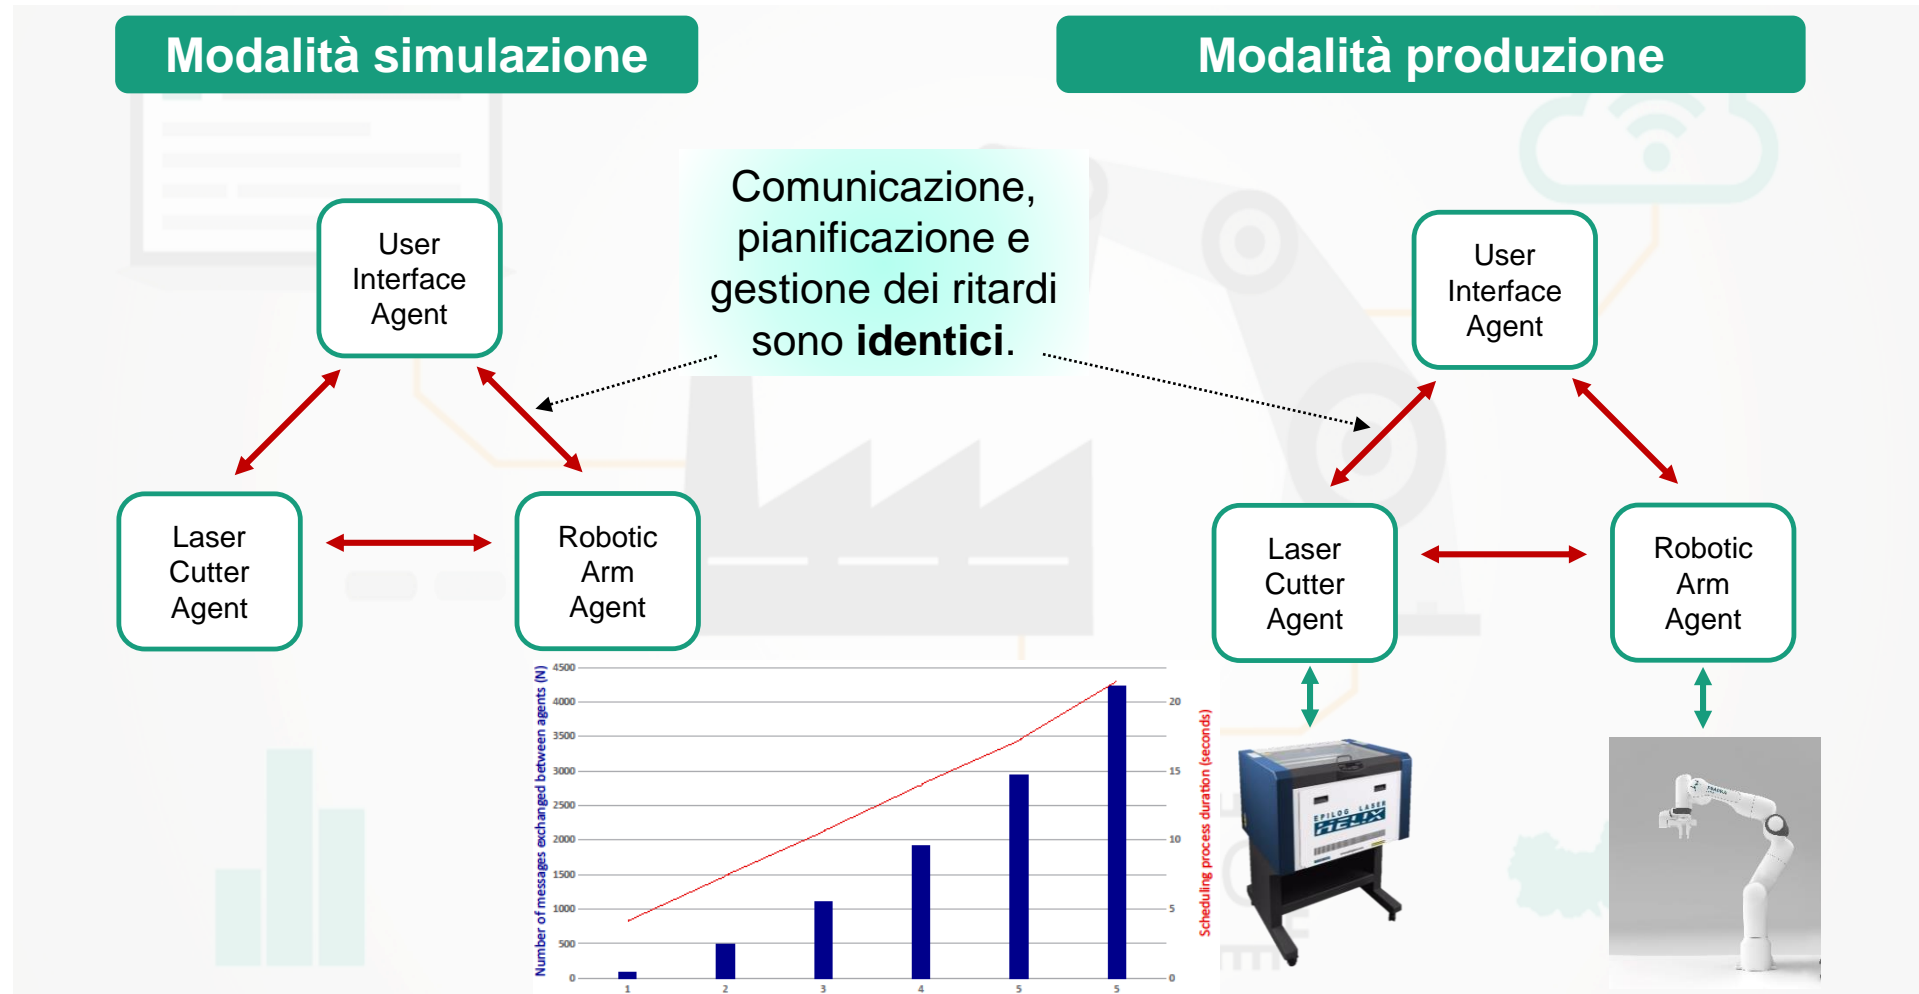 Modalità simulazione
Modalità produzione
Comunicazione,
pianificazione e
gestione dei ritardi
sono identici.
User
Interface
Agent
Laser
Cutter
Agent
Robotic
Arm
Agent
User
Interface
Agent
Laser
Cutter
Agent
Robotic
Arm
Agent
Number of messages exchanged between agents (N)
4500
4000
3500
3000
2500
2000
1500
1000
500
0
1
2
3
4
5
5
20
15
10
5
0
Scheduling process duration (seconds)
EPILOG LASER
HELIX